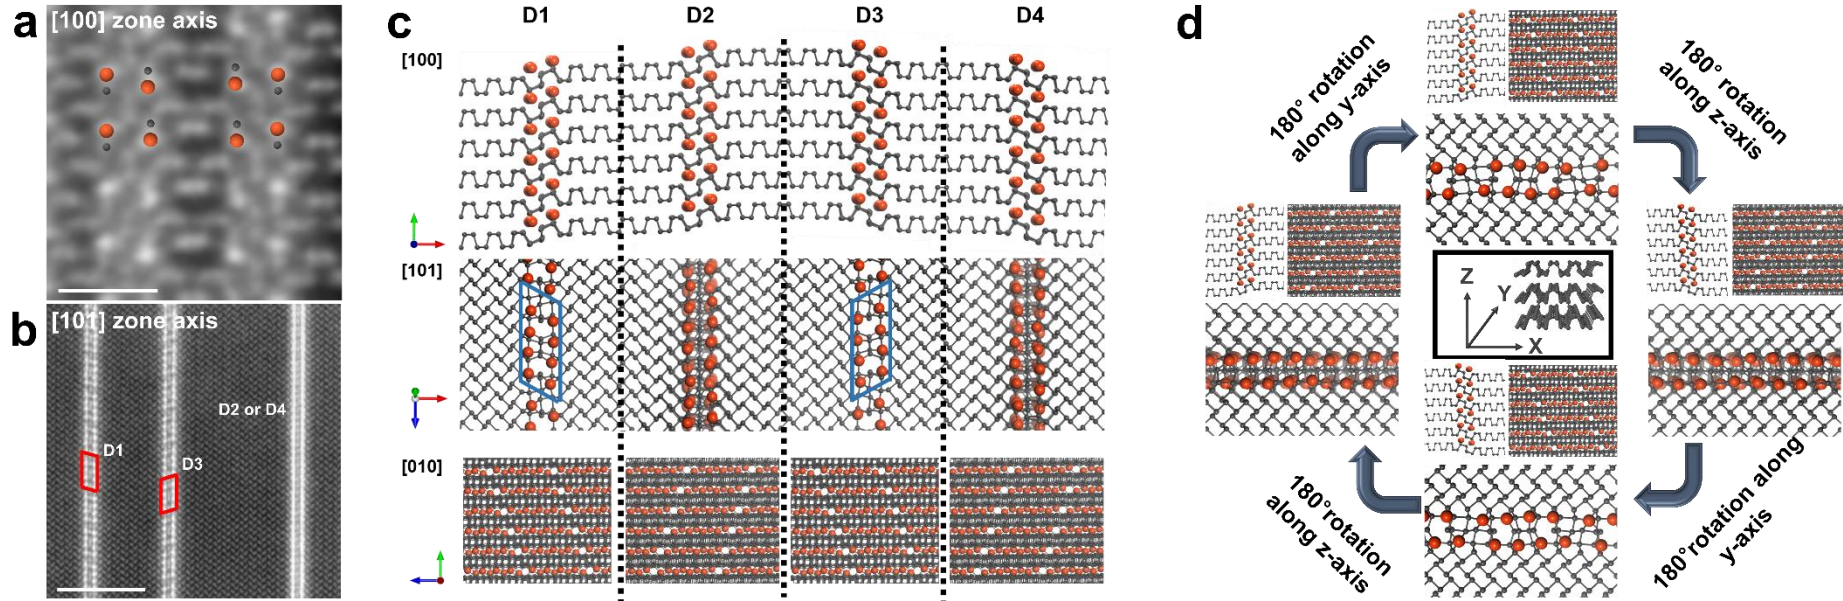 a
[100] zone axis
b
[101] zone axis
D1
D3
D2 or D4
c
D1
D2
D3
D4
[100]
[101]
[010]
d
180° rotation
along y-axis
180° rotation
along z-axis
Z
Y
X
180°rotation
along z-axis
180°rotation along
y-axis